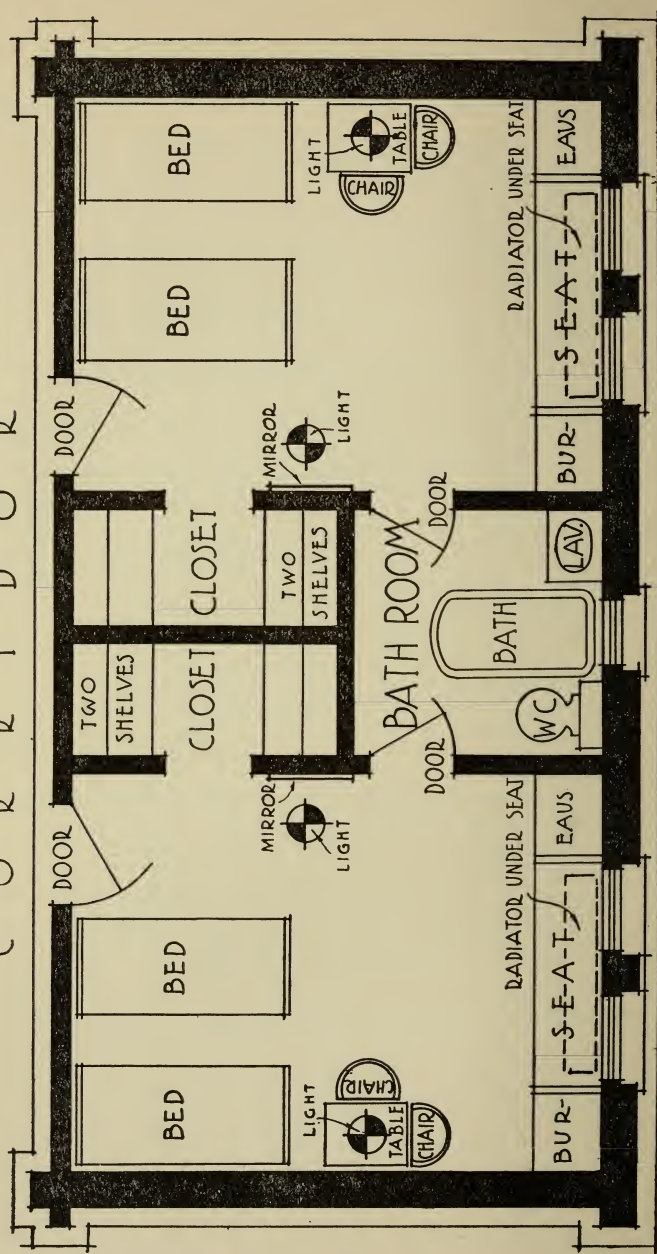 CORRIDOR
DOOR
DOOR
BED
BED
TWO
SHELVES
CLOSET
CLOSET
TWO
SHELVES
BED
BED
MIRROR
LIGHT
MIRROR
LIGHT
LIGHT
CHAIR
TABLE
CHAIR
LIGHT
CHAIR
TABLE
CHAIR
BATH ROOM
DOOR
DOOR
RADIATOR UNDER SEAT
BUR-
SEAT
EAUS
WC
BATH
LAV.
RADIATOR UNDER SEAT
BUR-
SEAT
EAUS